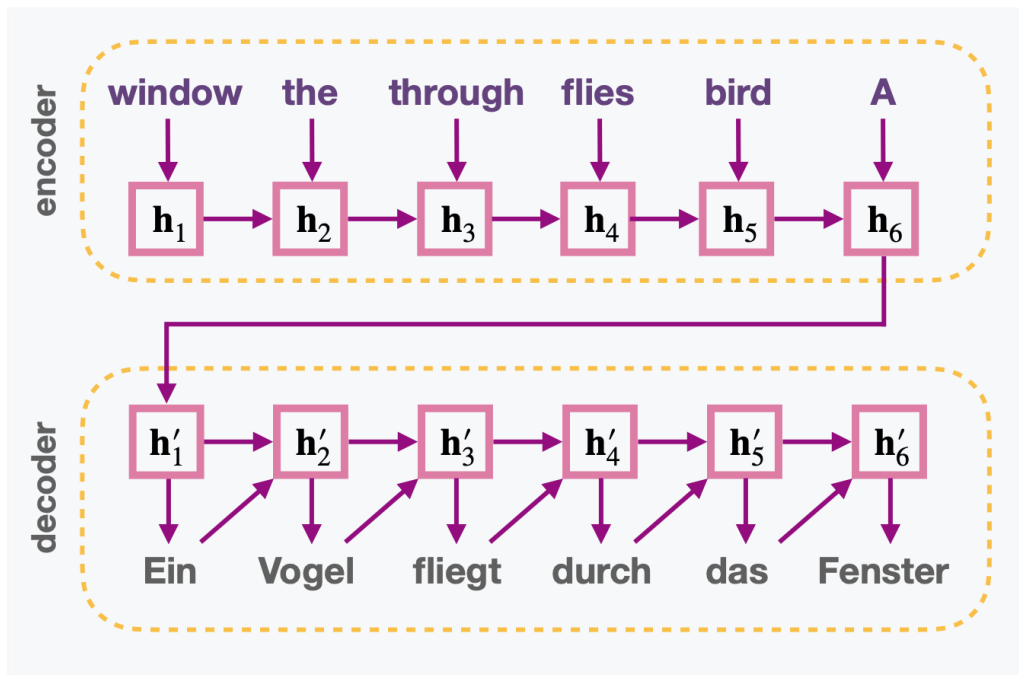 encoder
window the through flies bird A
h1 h2 h3 h4 h5 h6
decoder
h′1 h′2 h′3 h′4 h′5 h′6
Ein Vogel fliegt durch das Fenster